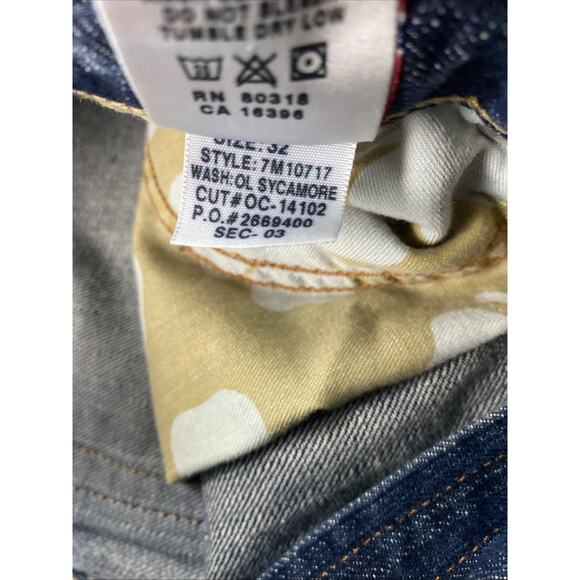 DO NOT BLEACH
TUMBLE DRY LOW
RN 80318
CA 16396
SIZE: 32
STYLE: 7M10717
WASH:OL SYCAMORE
CUT#OC-14102
P.O.#2669400
SEC- 03